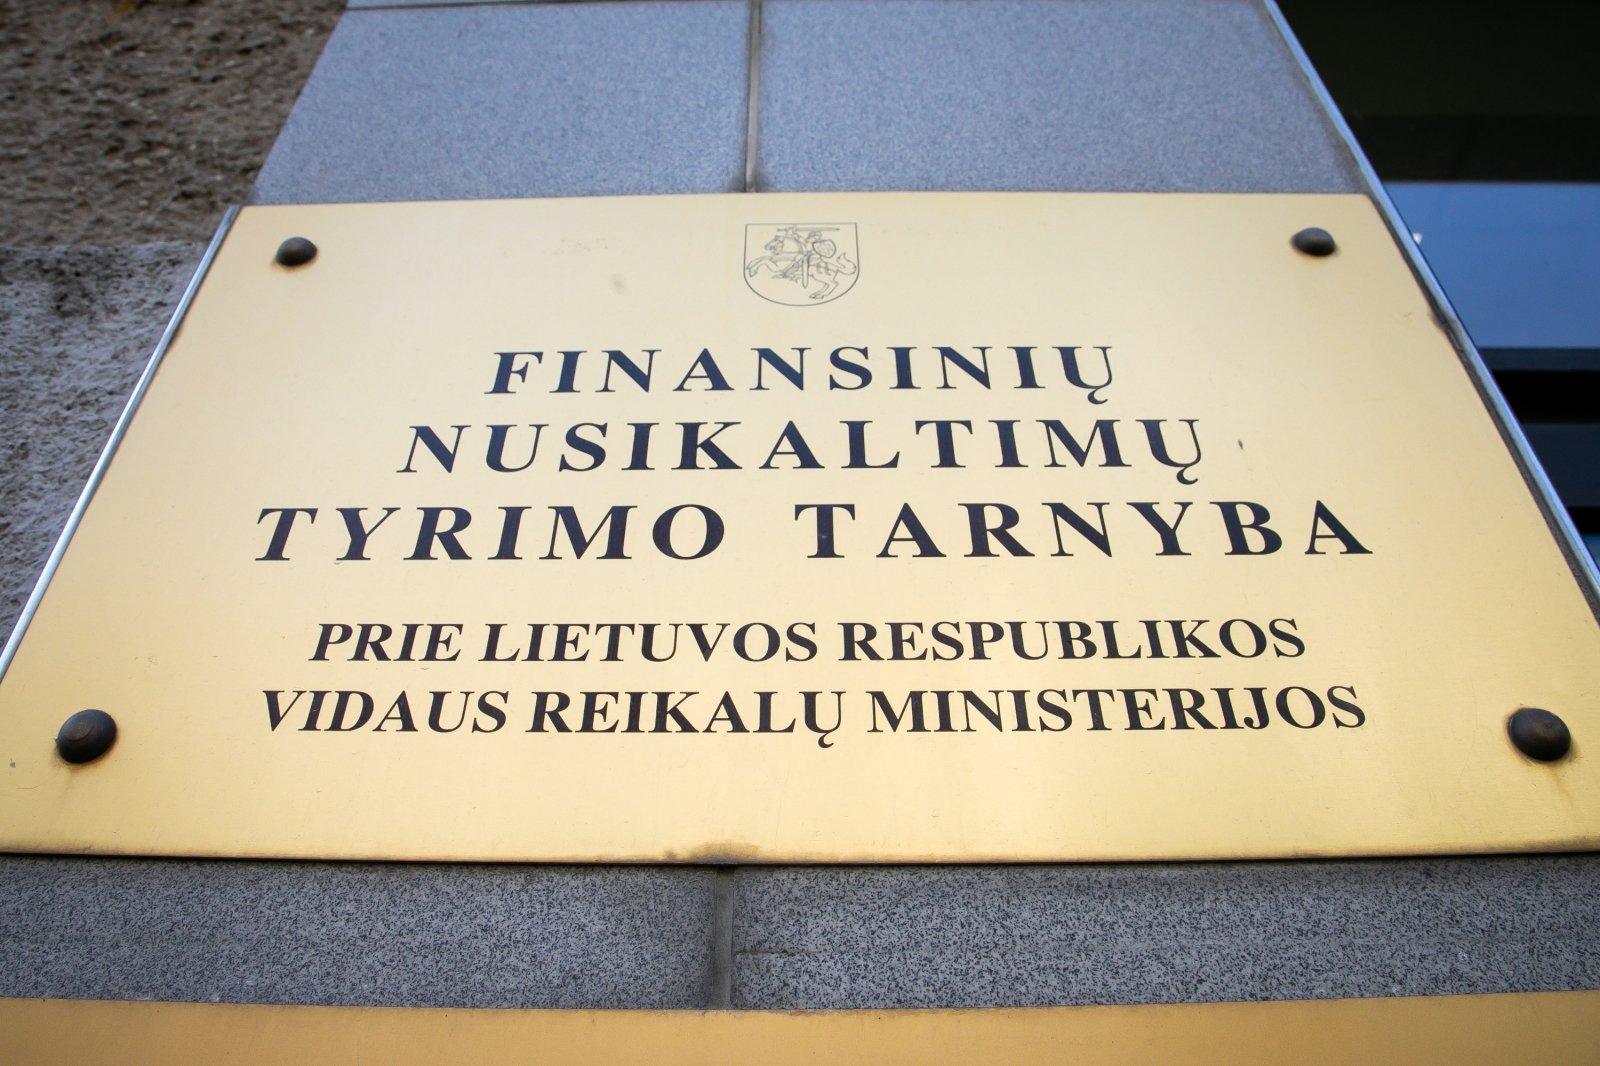 FINANSINIŲ
NUSIKALTIMŲ
TYRIMO TARNYBA
PRIE LIETUVOS RESPUBLIKOS
VIDAUS REIKALŲ MINISTERIJOS